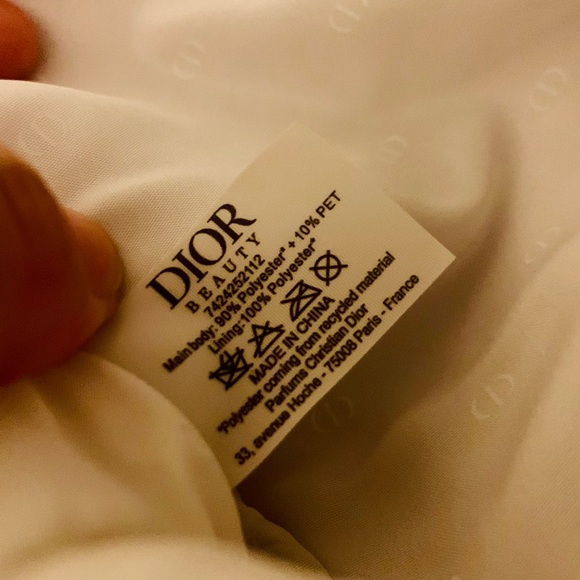 DIOR
BEAUTY
7424252112
Main body: 90% Polyester* + 10% PET
Lining: 100% Polyester*
MADE IN CHINA
*Polyester coming from recycled material
Parfums Christian Dior
33, avenue Hoche - 75008 Paris - France